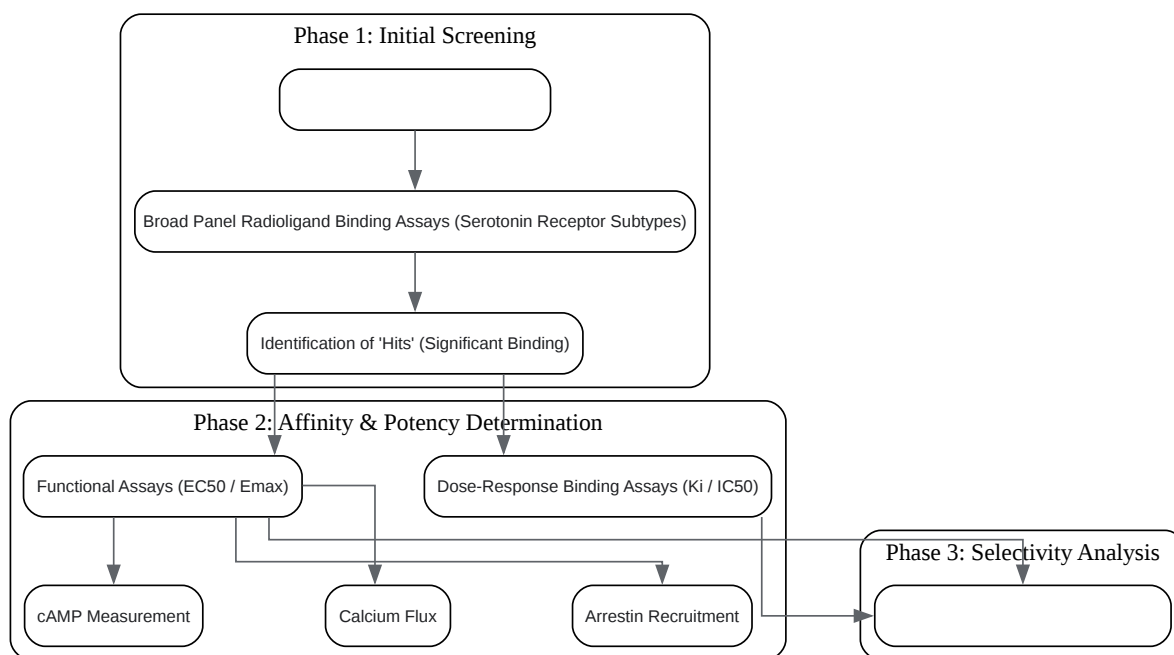 Phase 1: Initial Screening
Broad Panel Radioligand Binding Assays (Serotonin Receptor Subtypes)
Identification of 'Hits' (Significant Binding)
Phase 2: Affinity & Potency Determination
Functional Assays (EC50 / Emax)
Dose-Response Binding Assays (Ki / IC50)
Phase 3: Selectivity Analysis
cAMP Measurement
Calcium Flux
Arrestin Recruitment